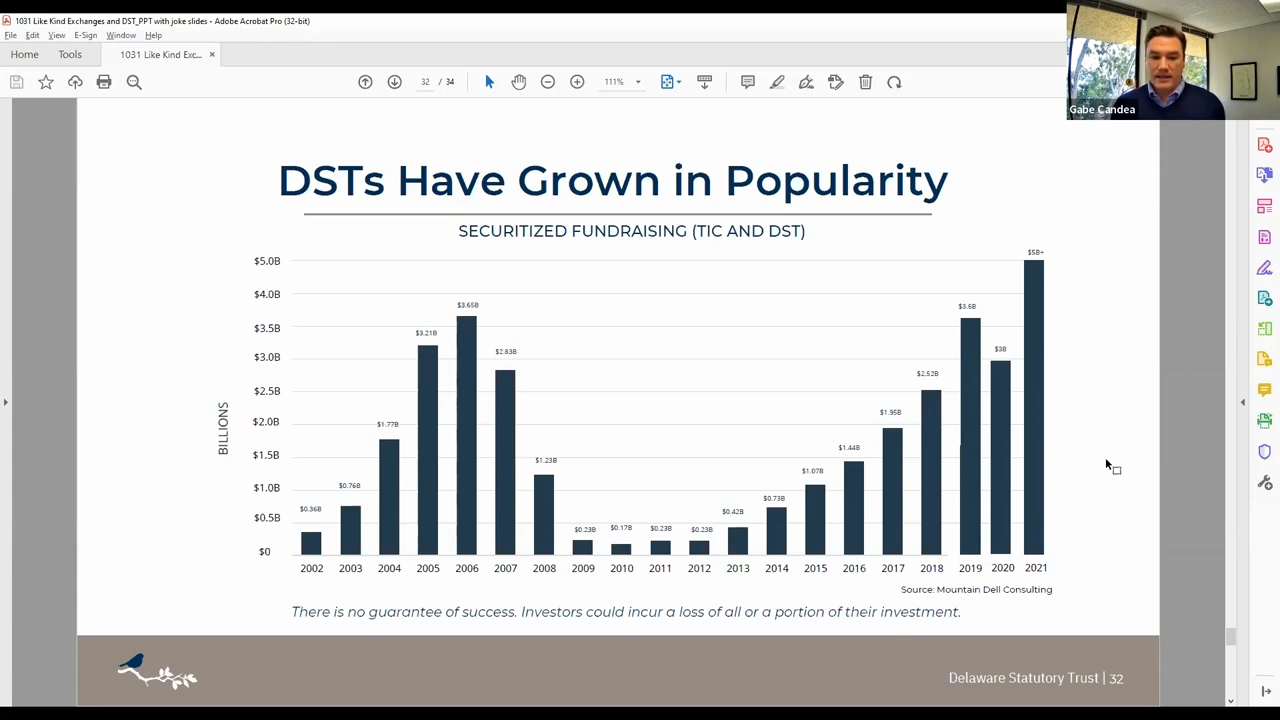 1031 Like Kind Exchanges and DST_PPT with joke slides - Adobe Acrobat Pro (32-bit)
File Edit View E-Sign Window Help
Home Tools 1031 Like Kind Exc... ×
32 / 34 111%
Gabe Candea
DSTs Have Grown in Popularity
SECURITIZED FUNDRAISING (TIC AND DST)
BILLIONS
$5.0B
$4.0B
$3.5B
$3.0B
$2.5B
$2.0B
$1.5B
$1.0B
$0.5B
$0
$0.36B
$0.76B
$1.77B
$3.21B
$3.65B
$2.83B
$1.23B
$0.23B
$0.17B
$0.23B
$0.23B
$0.42B
$0.73B
$1.07B
$1.44B
$1.95B
$2.52B
$3.6B
$3B
$5B+
2002 2003 2004 2005 2006 2007 2008 2009 2010 2011 2012 2013 2014 2015 2016 2017 2018 2019 2020 2021
Source: Mountain Dell Consulting
There is no guarantee of success. Investors could incur a loss of all or a portion of their investment.
Delaware Statutory Trust | 32